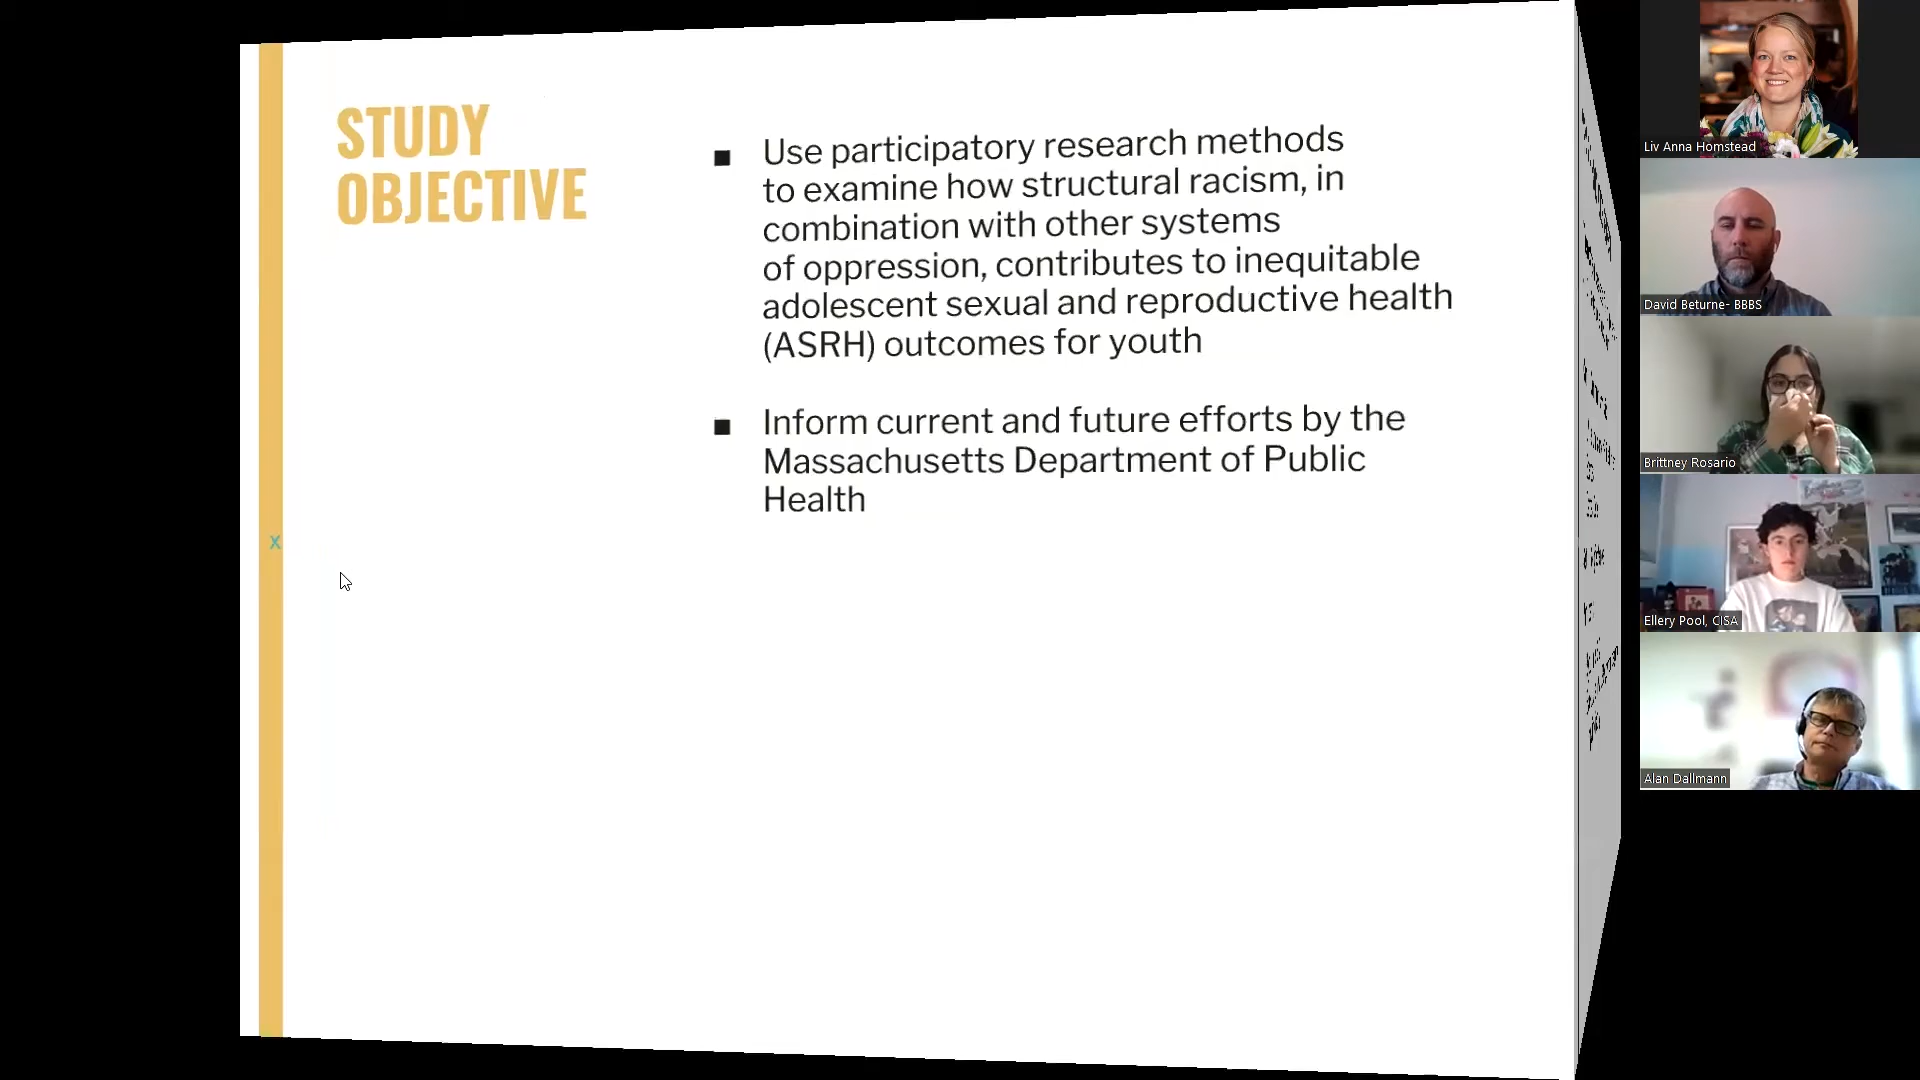 STUDY
OBJECTIVE
■ Use participatory research methods
to examine how structural racism, in
combination with other systems
of oppression, contributes to inequitable
adolescent sexual and reproductive health
(ASRH) outcomes for youth
■ Inform current and future efforts by the
Massachusetts Department of Public
Health
X
Liv Anna Homstead
David Beturne- BBBS
Brittney Rosario
Ellery Pool, CISA
Alan Dallmann